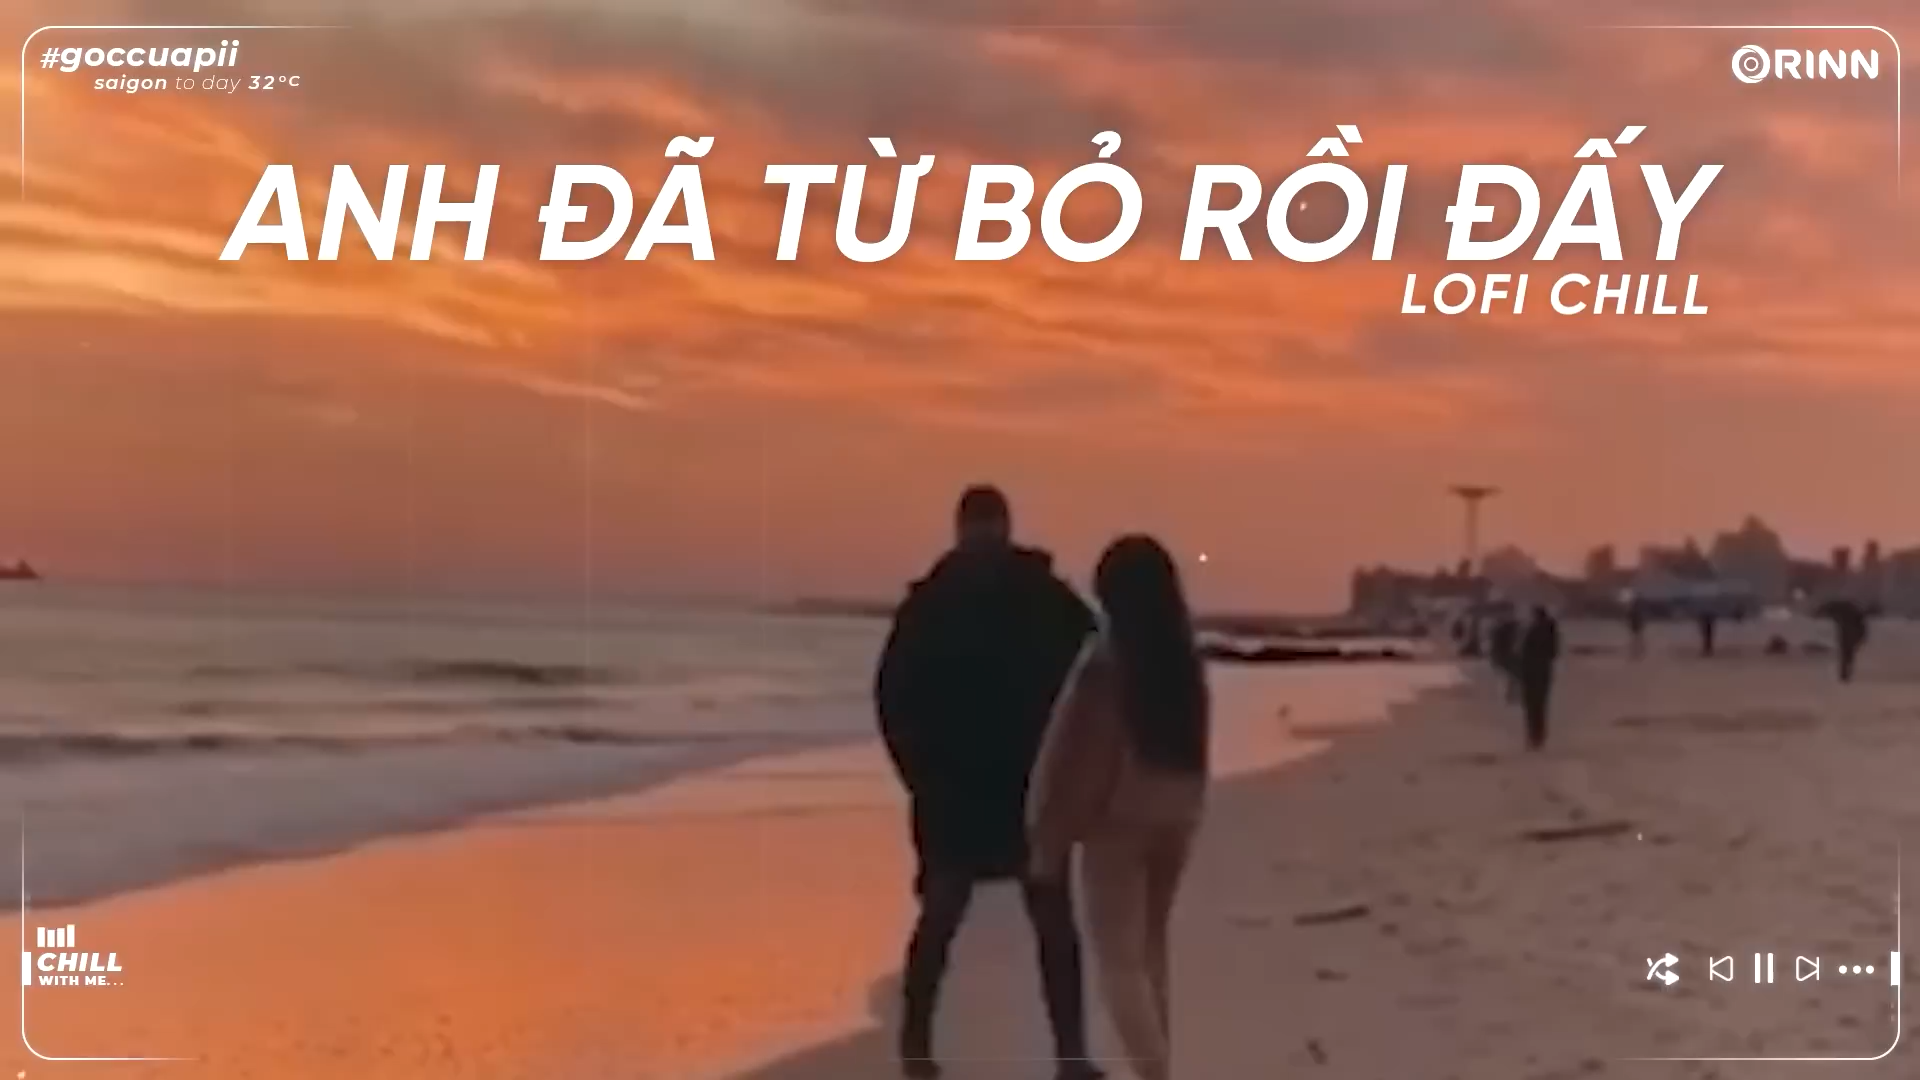 #goccuapii
saigon to day 32°C
ORINN
ANH ĐÃ TỪ BỎ RỒI ĐẤY
LOFI CHILL
CHILL
WITH ME...